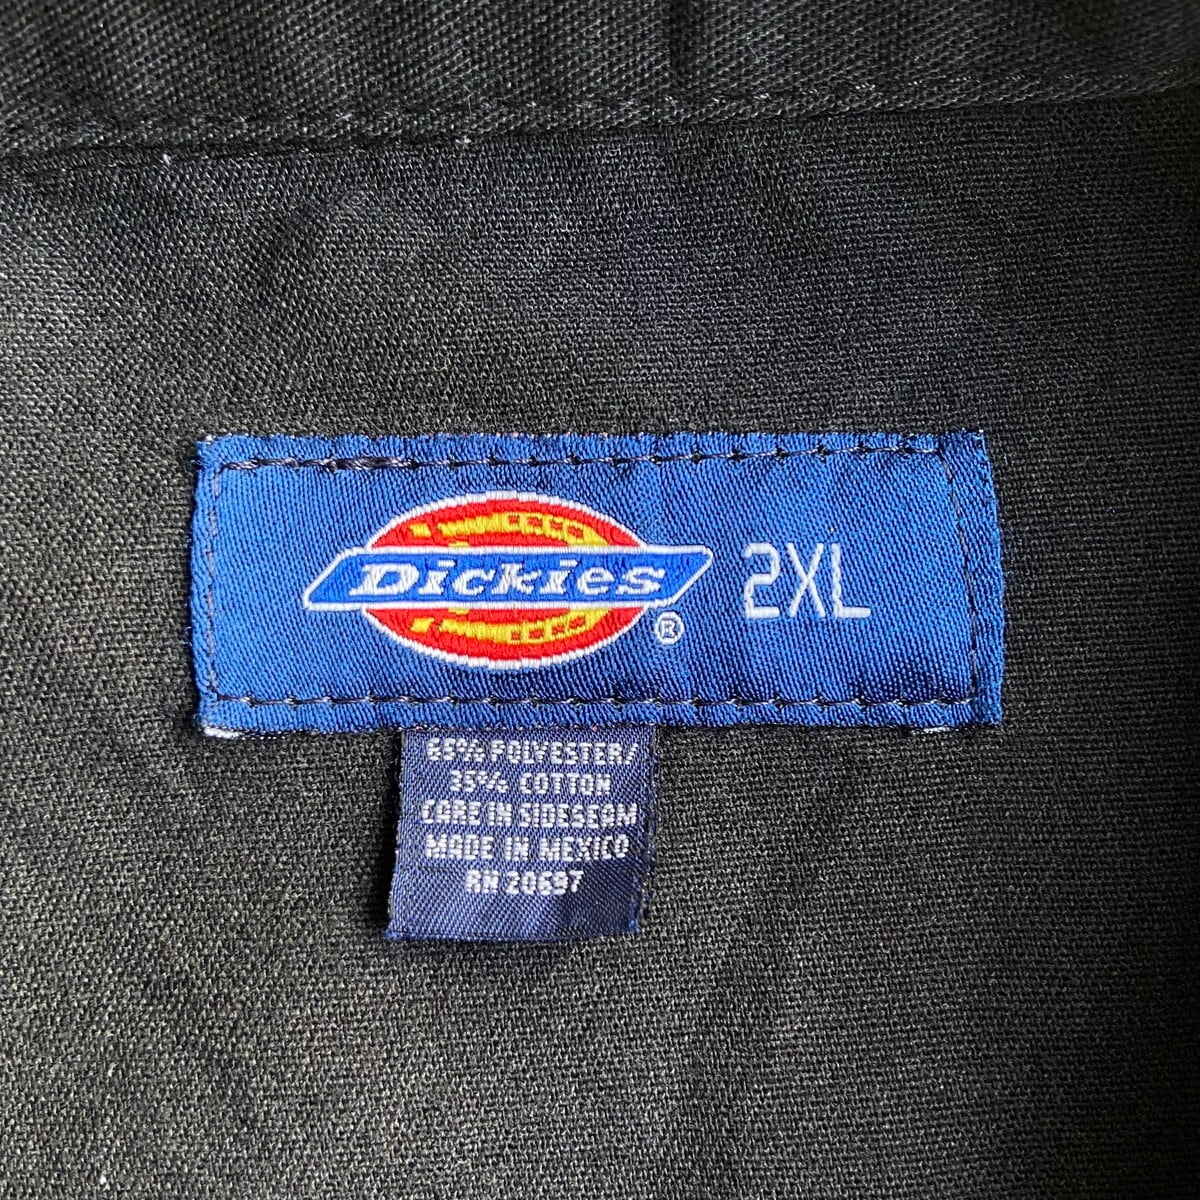 Dickies® 2XL
65% POLYESTER/
35% COTTON
CARE IN SIDESEAM
MADE IN MEXICO
RN 20697